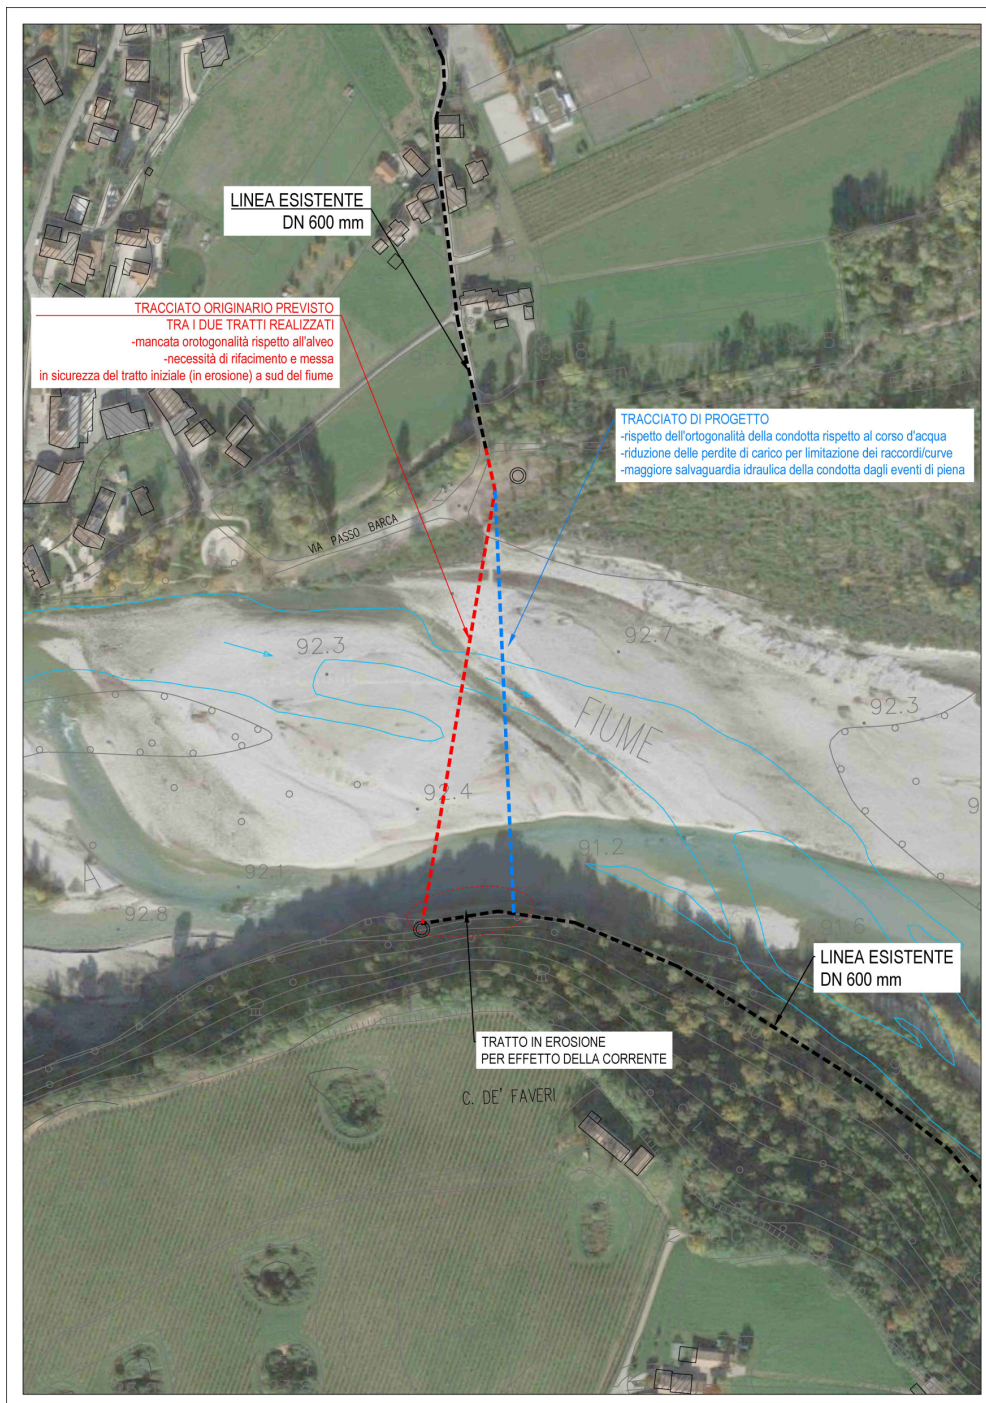 LINEA ESISTENTE
DN 600 mm
TRACCIATO ORIGINARIO PREVISTO
TRA I DUE TRATTI REALIZZATI
-mancata orotogonalità rispetto all'alveo
-necessità di rifacimento e messa
in sicurezza del tratto iniziale (in erosione) a sud del fiume
TRACCIATO DI PROGETTO
-rispetto dell'ortogonalità della condotta rispetto al corso d'acqua
-riduzione delle perdite di carico per limitazione dei raccordi/curve
-maggiore salvaguardia idraulica della condotta dagli eventi di piena
VIA PASSO BARCA
92.3
92.7
FIUME
92.3
92.4
91.2
92.1
A
92.8
LINEA ESISTENTE
DN 600 mm
TRATTO IN EROSIONE
PER EFFETTO DELLA CORRENTE
C. DE' FAVERI